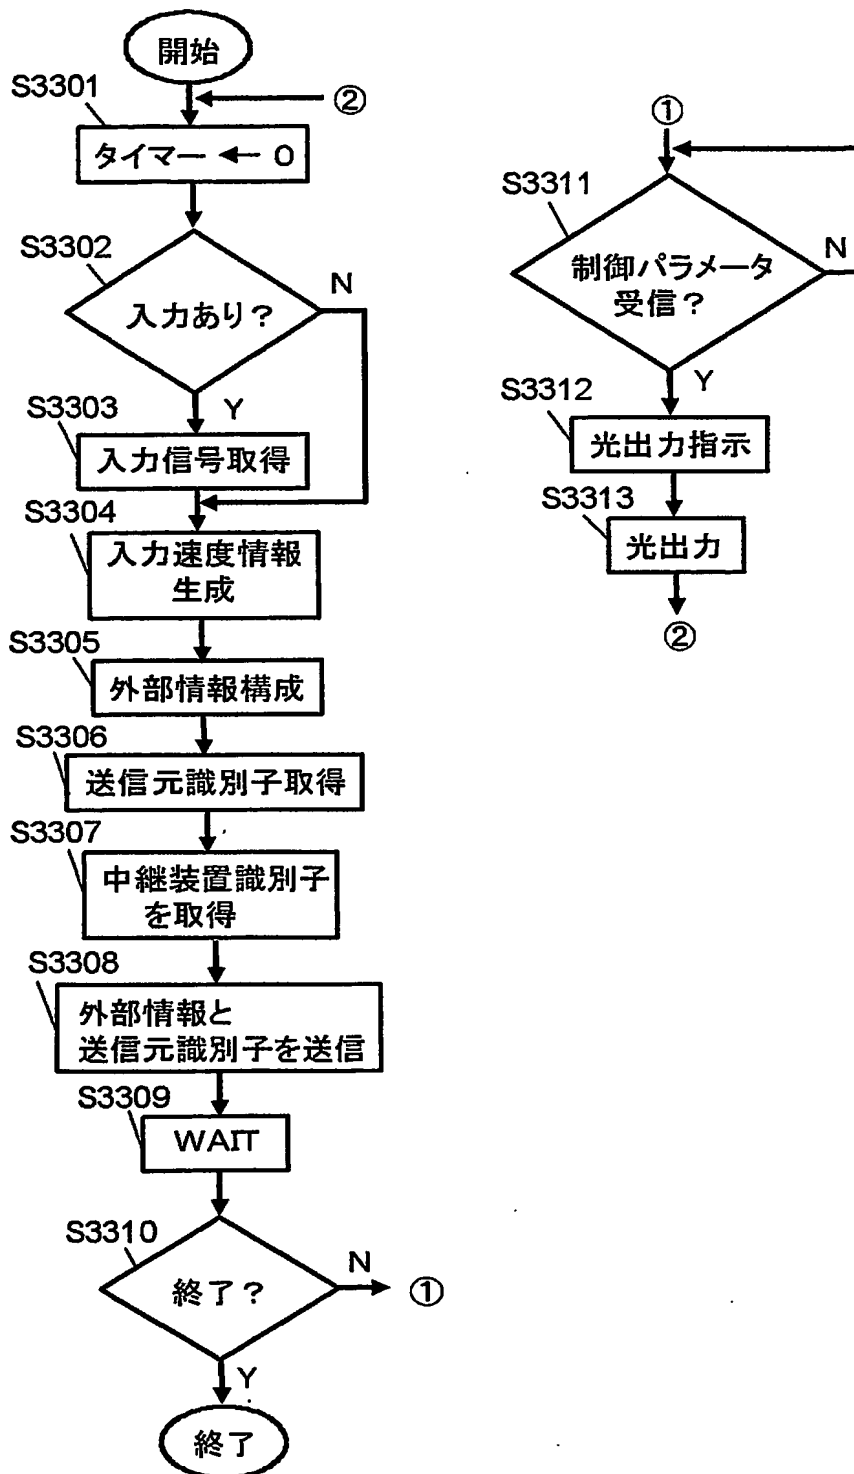 開始
S3301
②
タイマー ← 0
S3302
N
入力あり?
Y
S3303
入力信号取得
S3304
入力速度情報
生成
S3305
外部情報構成
S3306
送信元識別子取得
S3307
中継装置識別子
を取得
S3308
外部情報と
送信元識別子を送信
S3309
WAIT
S3310
N
終了?
①
Y
終了
①
S3311
N
制御パラメータ
受信?
Y
S3312
光出力指示
S3313
光出力
②